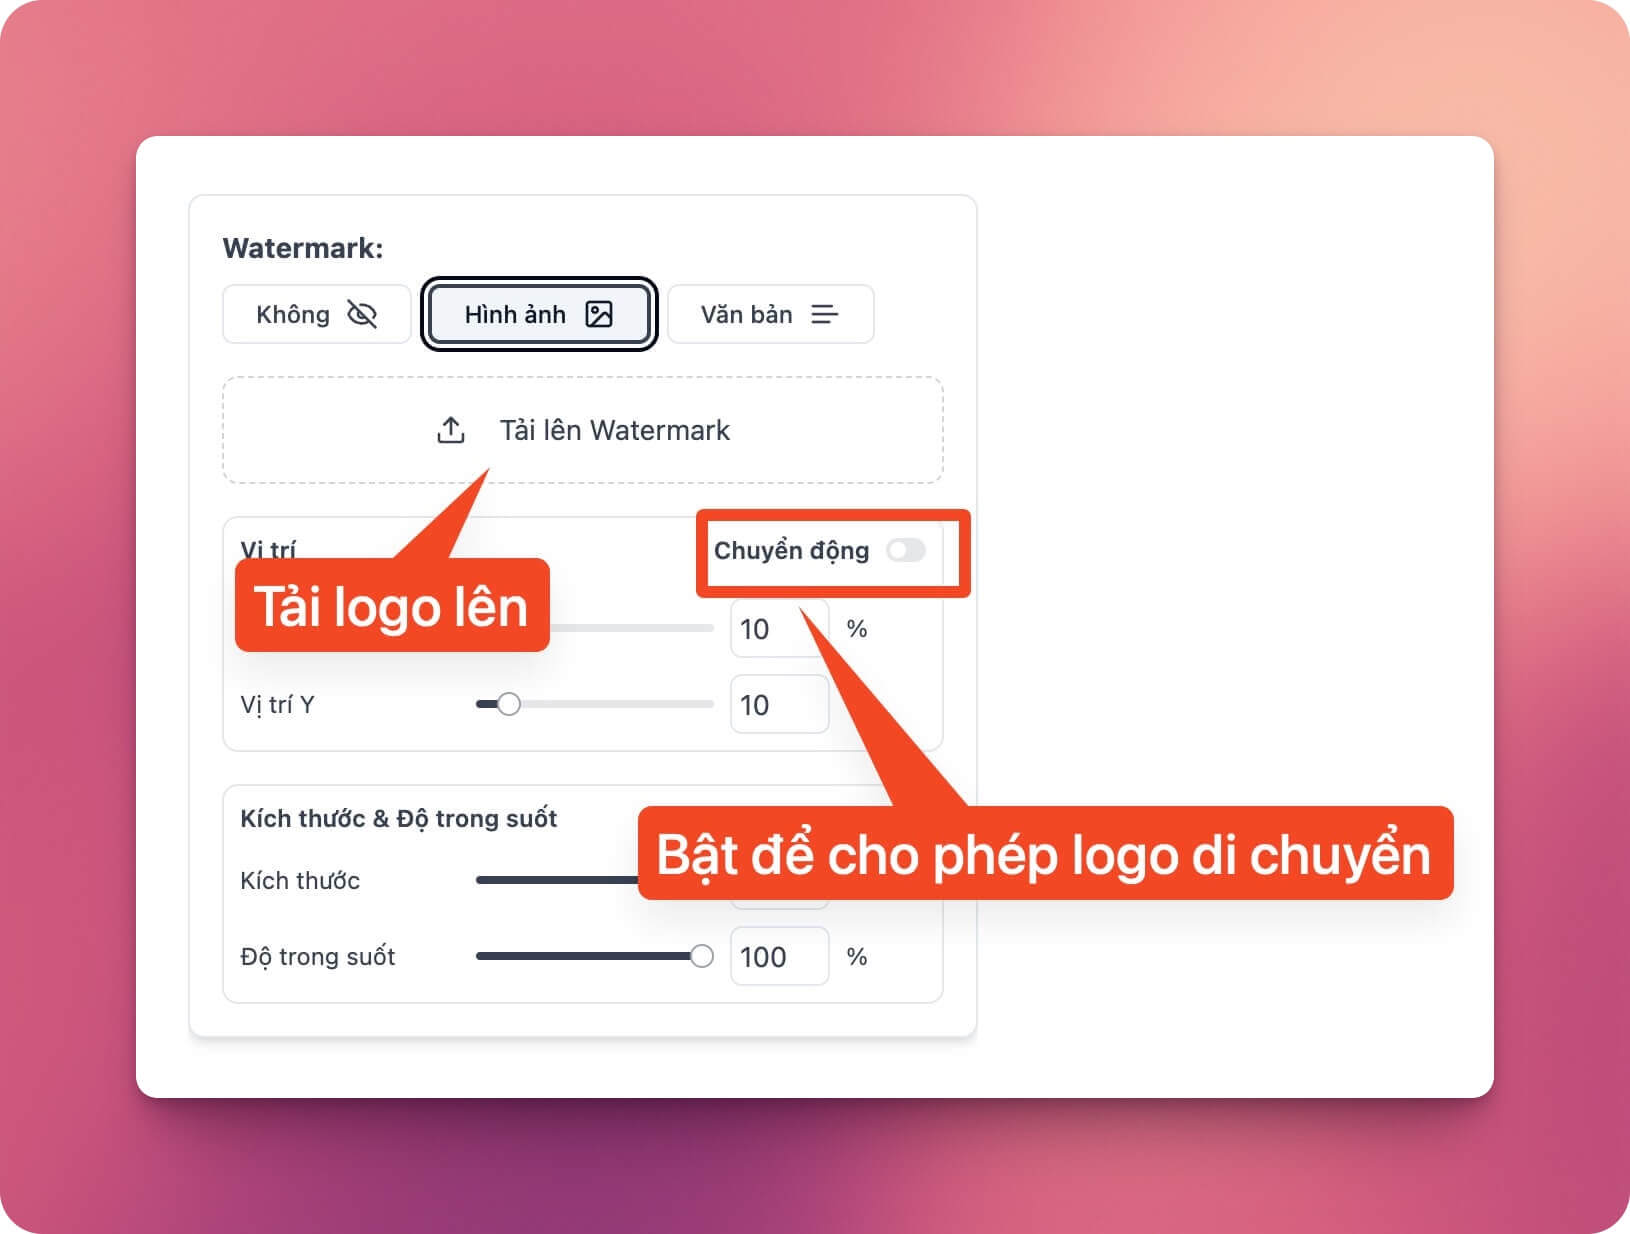 Watermark:
Không
Hình ảnh
Văn bản
Tải lên Watermark
Vị trí
Chuyển động
Tải logo lên
10 %
Vị trí Y
10
Kích thước & Độ trong suốt
Bật để cho phép logo di chuyển
Kích thước
Độ trong suốt
100 %